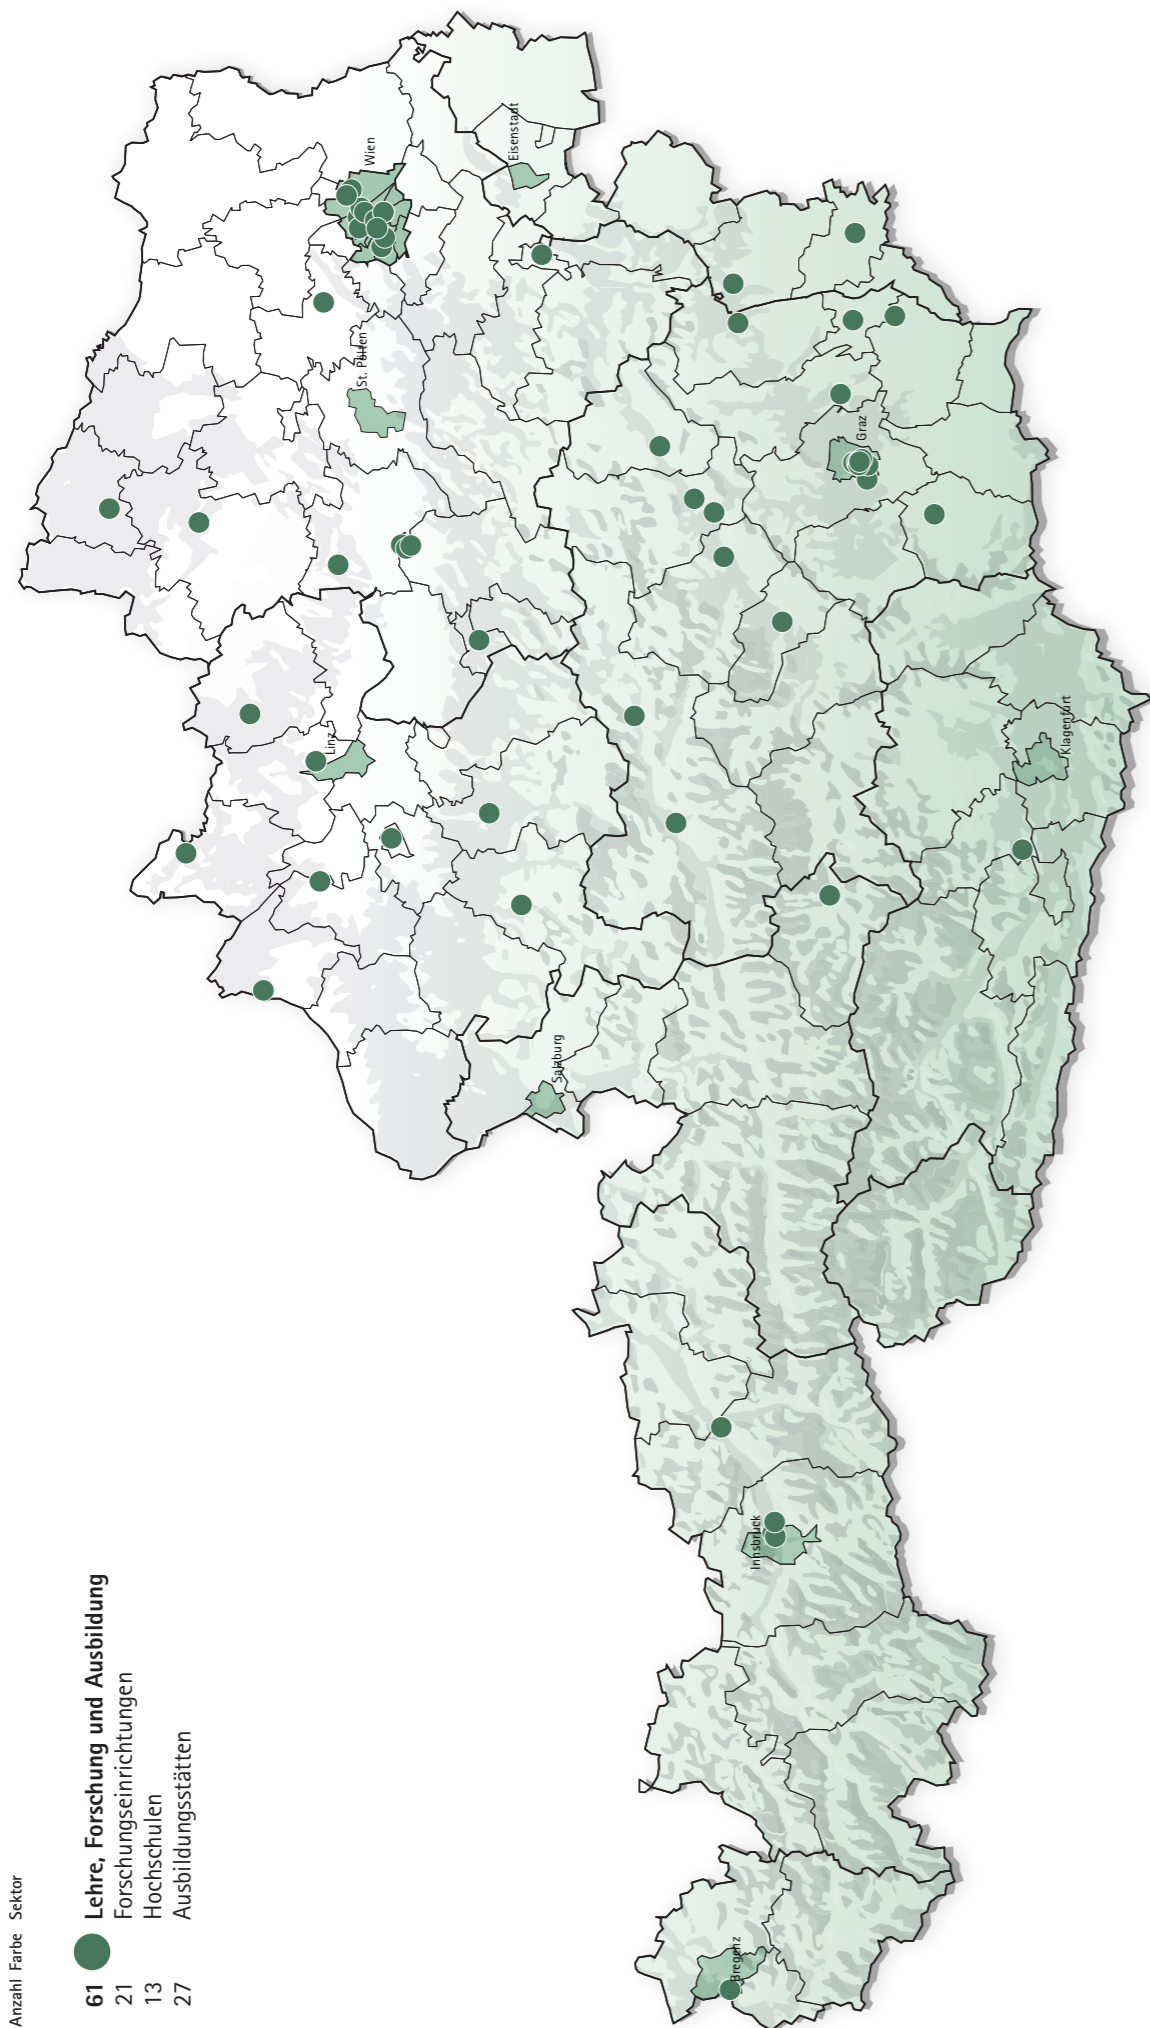 Anzahl Farbe Sektor
61 Lehre, Forschung und Ausbildung
21 Forschungseinrichtungen
13 Hochschulen
27 Ausbildungsstätten
Bregenz
Innsbruck
Salzburg
Linz
Klagenfurt
St. Pölten
Graz
Wien
Eisenstadt